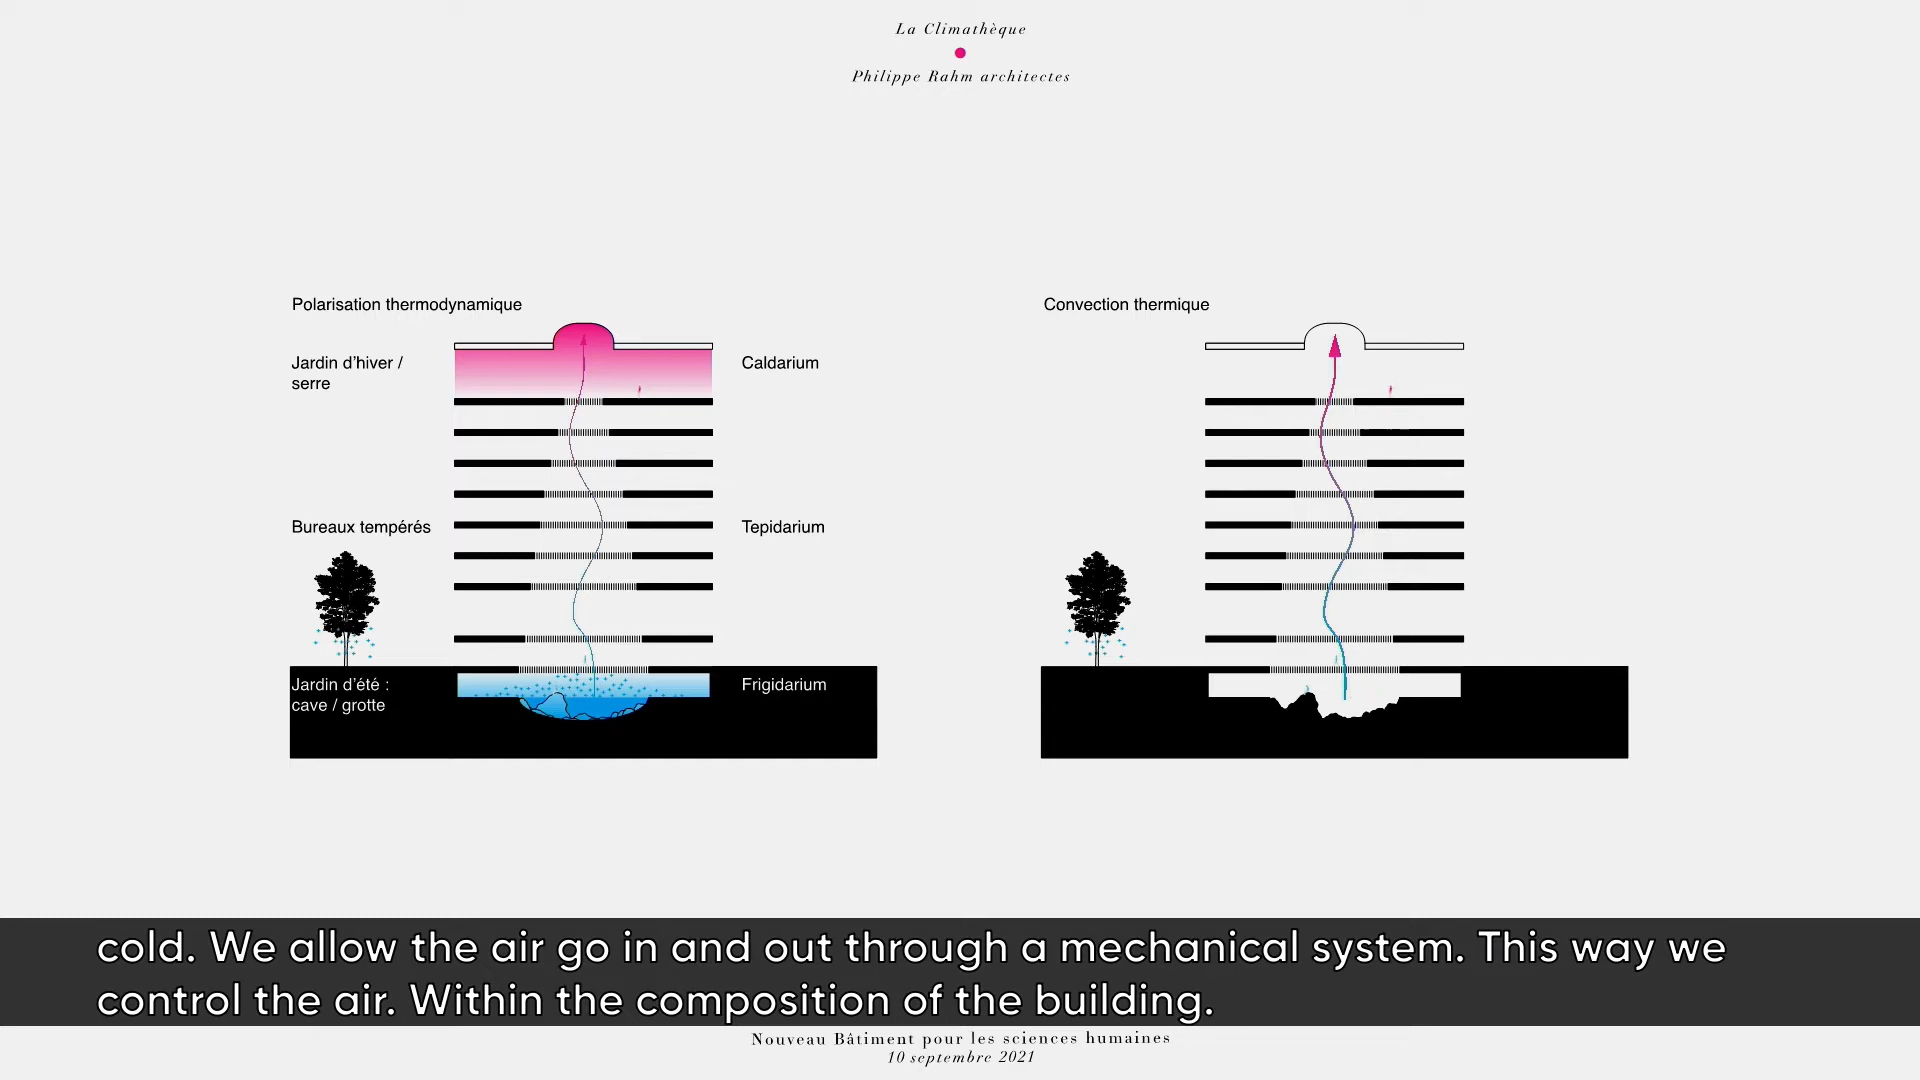 La Climathèque
Philippe Rahm architectes
Polarisation thermodynamique
Jardin d'hiver /
serre
Caldarium
Bureaux tempérés
Tepidarium
Jardin d'été :
cave / grotte
Frigidarium
Convection thermique
cold. We allow the air go in and out through a mechanical system. This way we
control the air. Within the composition of the building.
Nouveau Bâtiment pour les sciences humaines
10 septembre 2021